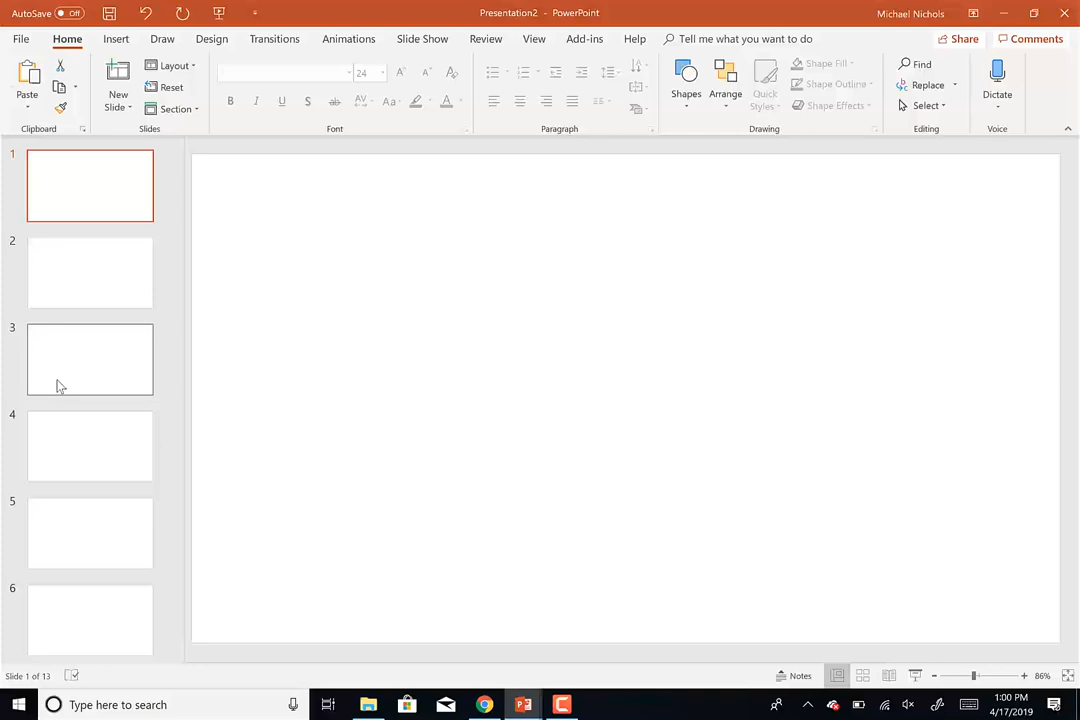 AutoSave Off Presentation2 - PowerPoint Michael Nichols
File Home Insert Draw Design Transitions Animations Slide Show Review View Add-ins Help Tell me what you want to do Share Comments
Paste
Layout
Reset
Section
New
Slide
24
B I U S ab AV Aa A
Shapes
Arrange
Quick
Styles
Shape Fill
Shape Outline
Shape Effects
Find
Replace
Select
Dictate
Clipboard Slides Font Paragraph Drawing Editing Voice
1
2
3
4
5
6
Slide 1 of 13 Notes 86%
Type here to search
1:00 PM
4/17/2019